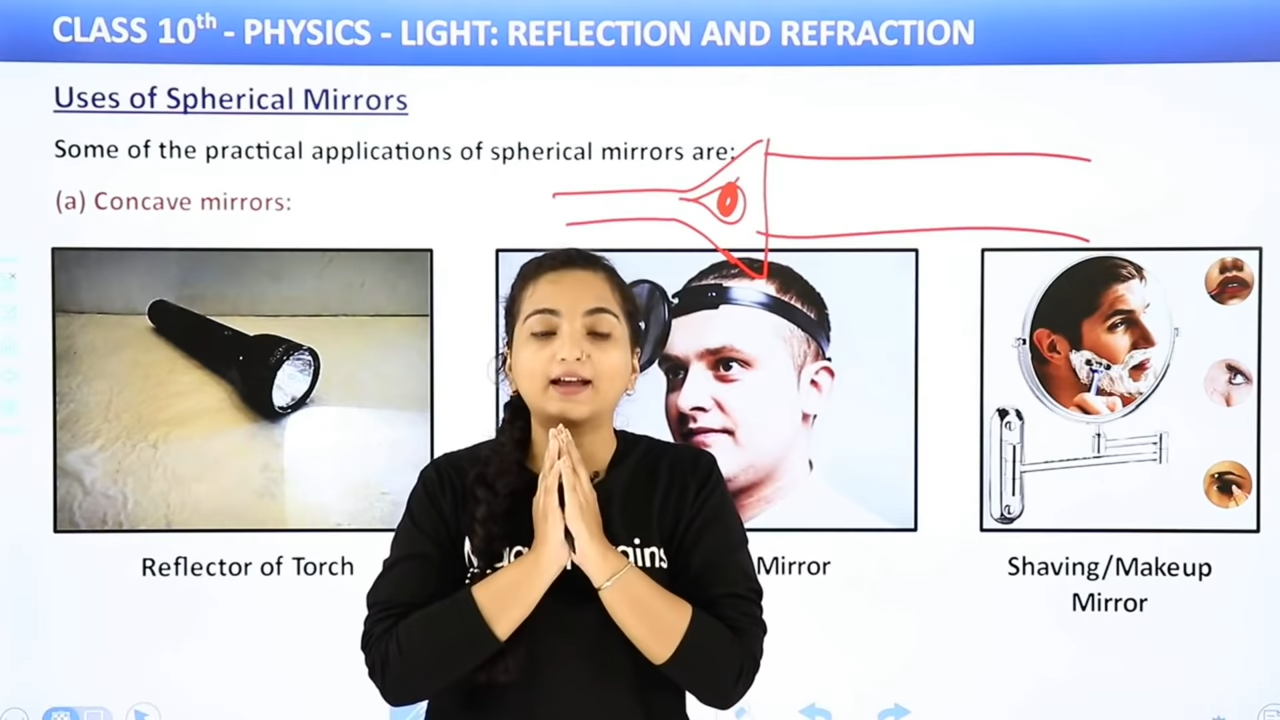 CLASS 10th - PHYSICS - LIGHT: REFLECTION AND REFRACTION
Uses of Spherical Mirrors
Some of the practical applications of spherical mirrors are:
(a) Concave mirrors:
Reflector of Torch
Mirror
Shaving/Makeup
Mirror